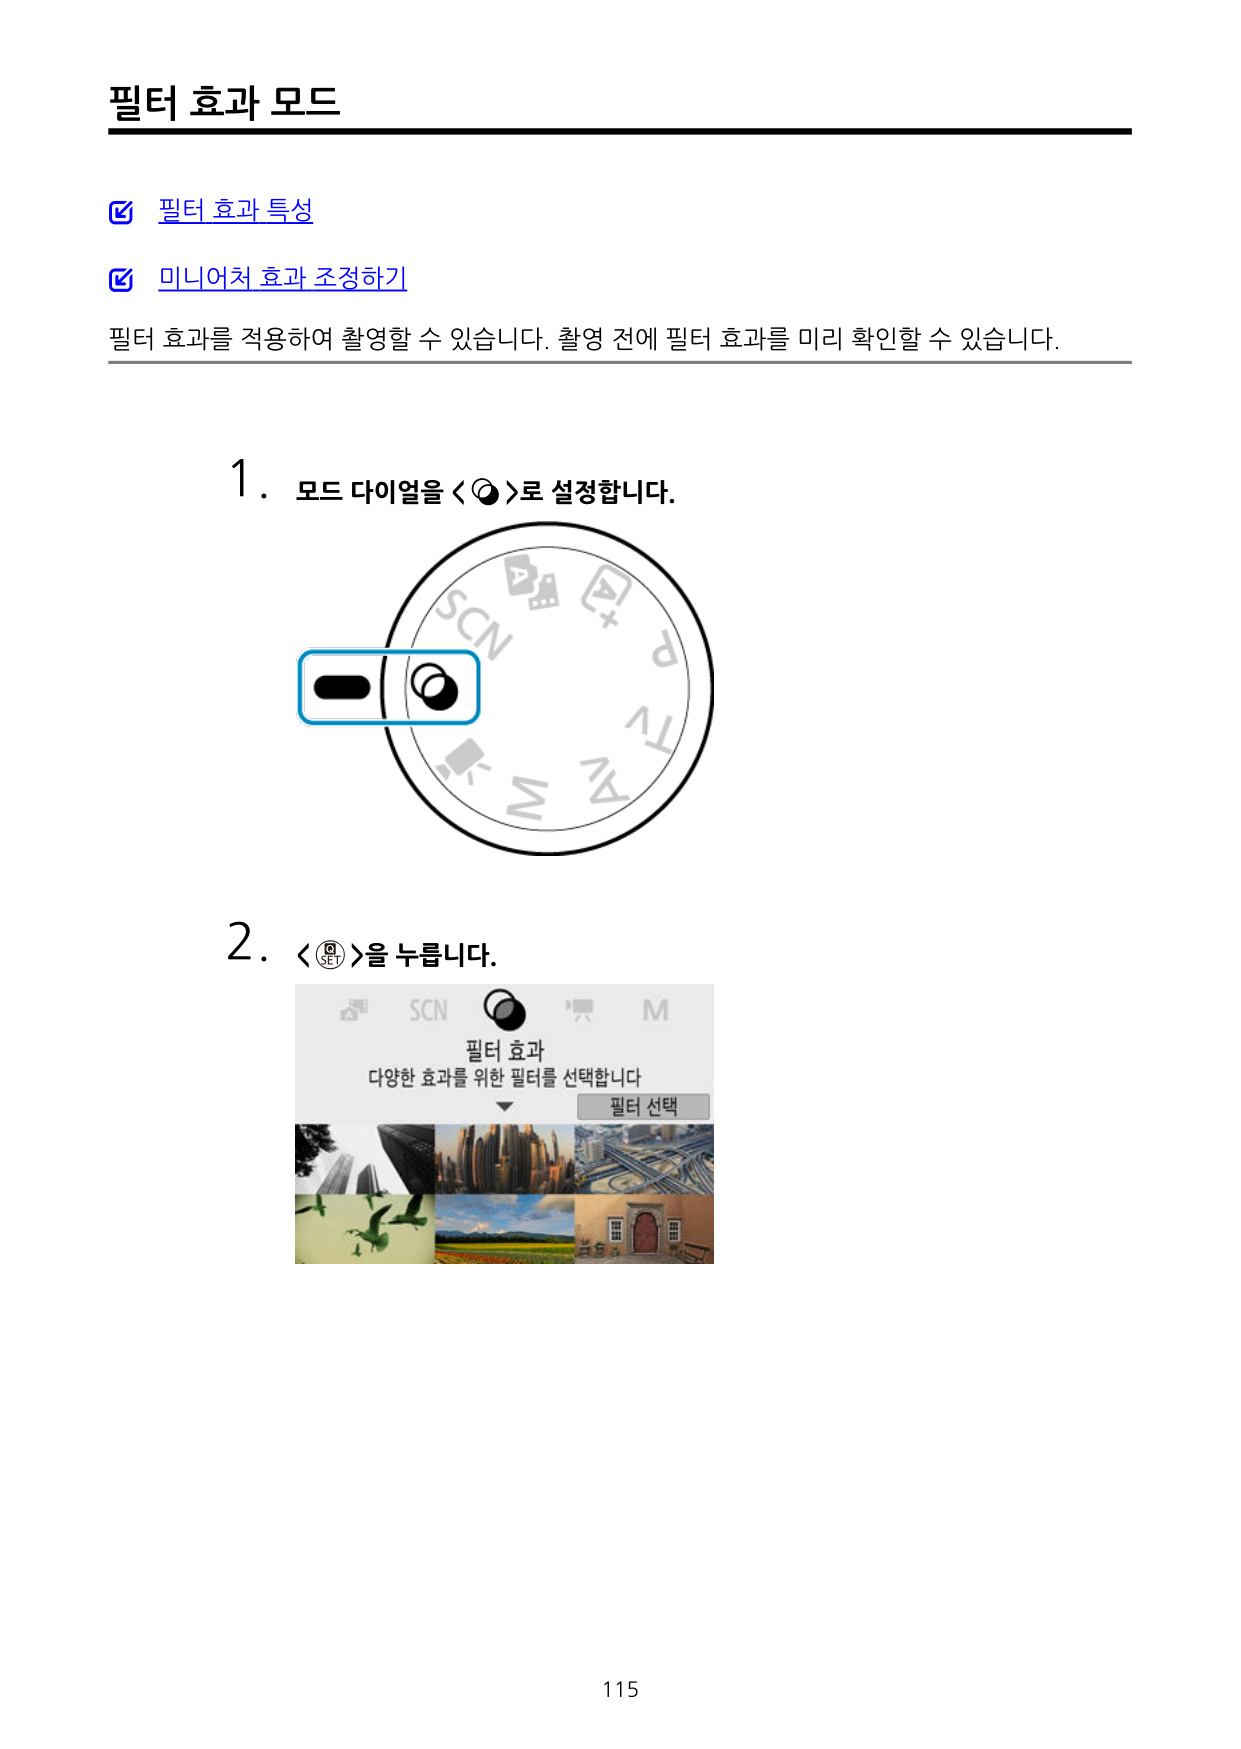 필터 효과 모드
필터 효과 특성
미니어처 효과 조정하기
필터 효과를 적용하여 촬영할 수 있습니다. 촬영 전에 필터 효과를 미리 확인할 수 있습니다.
1. 모드 다이얼을 < >로 설정합니다.
A A+
SCN P
Tv
M Av
2. <Q SET>을 누릅니다.
A SCN M
필터 효과
다양한 효과를 위한 필터를 선택합니다
필터 선택
115